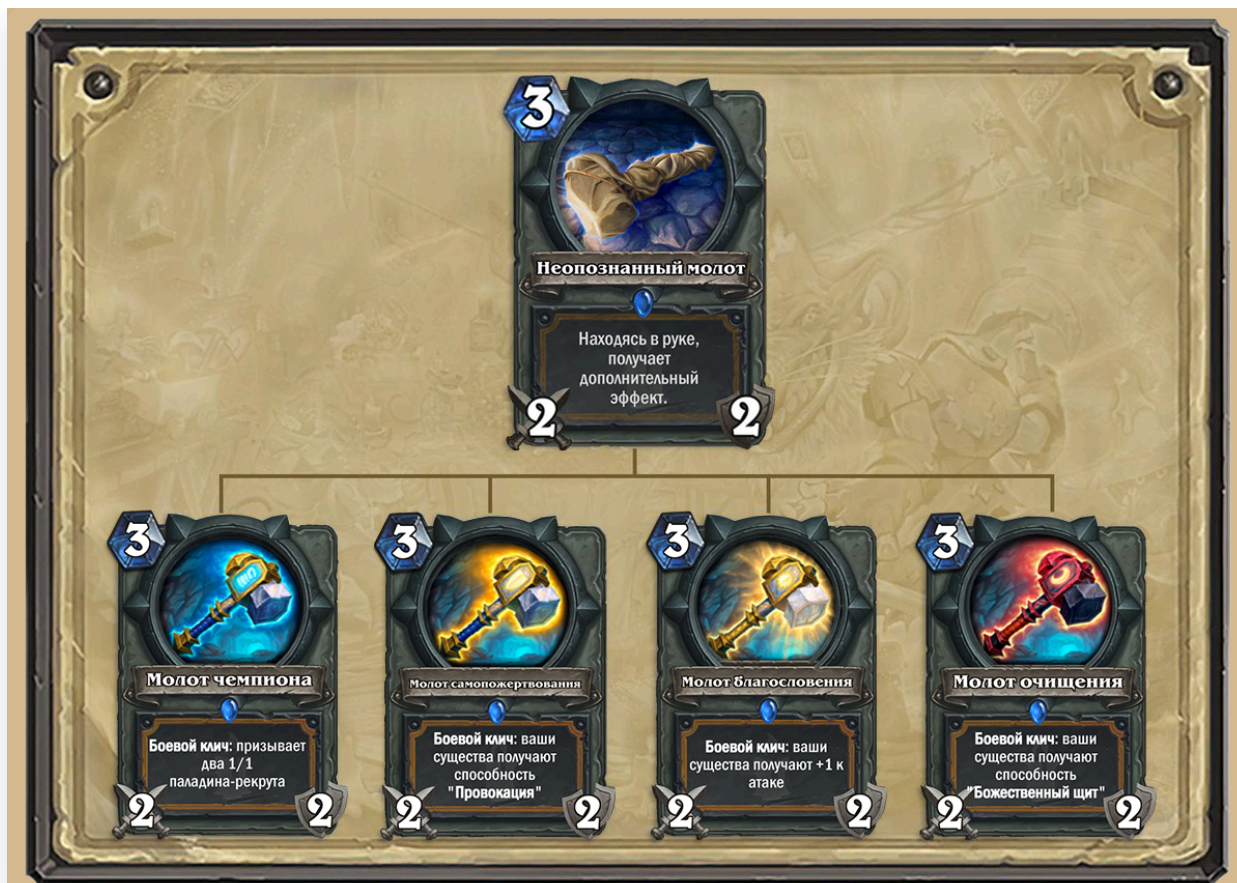 3
Неопознанный молот
Находясь в руке,
получает
дополнительный
эффект.
2
2
3
Молот чемпиона
Боевой клич: призывает
два 1/1
паладина-рекрута
2
2
3
Молот самопожертвования
Боевой клич: ваши
существа получают
способность
"Провокация"
2
2
3
Молот благословения
Боевой клич: ваши
существа получают +1 к
атаке
2
2
3
Молот очищения
Боевой клич: ваши
существа получают
способность
"Божественный щит"
2
2